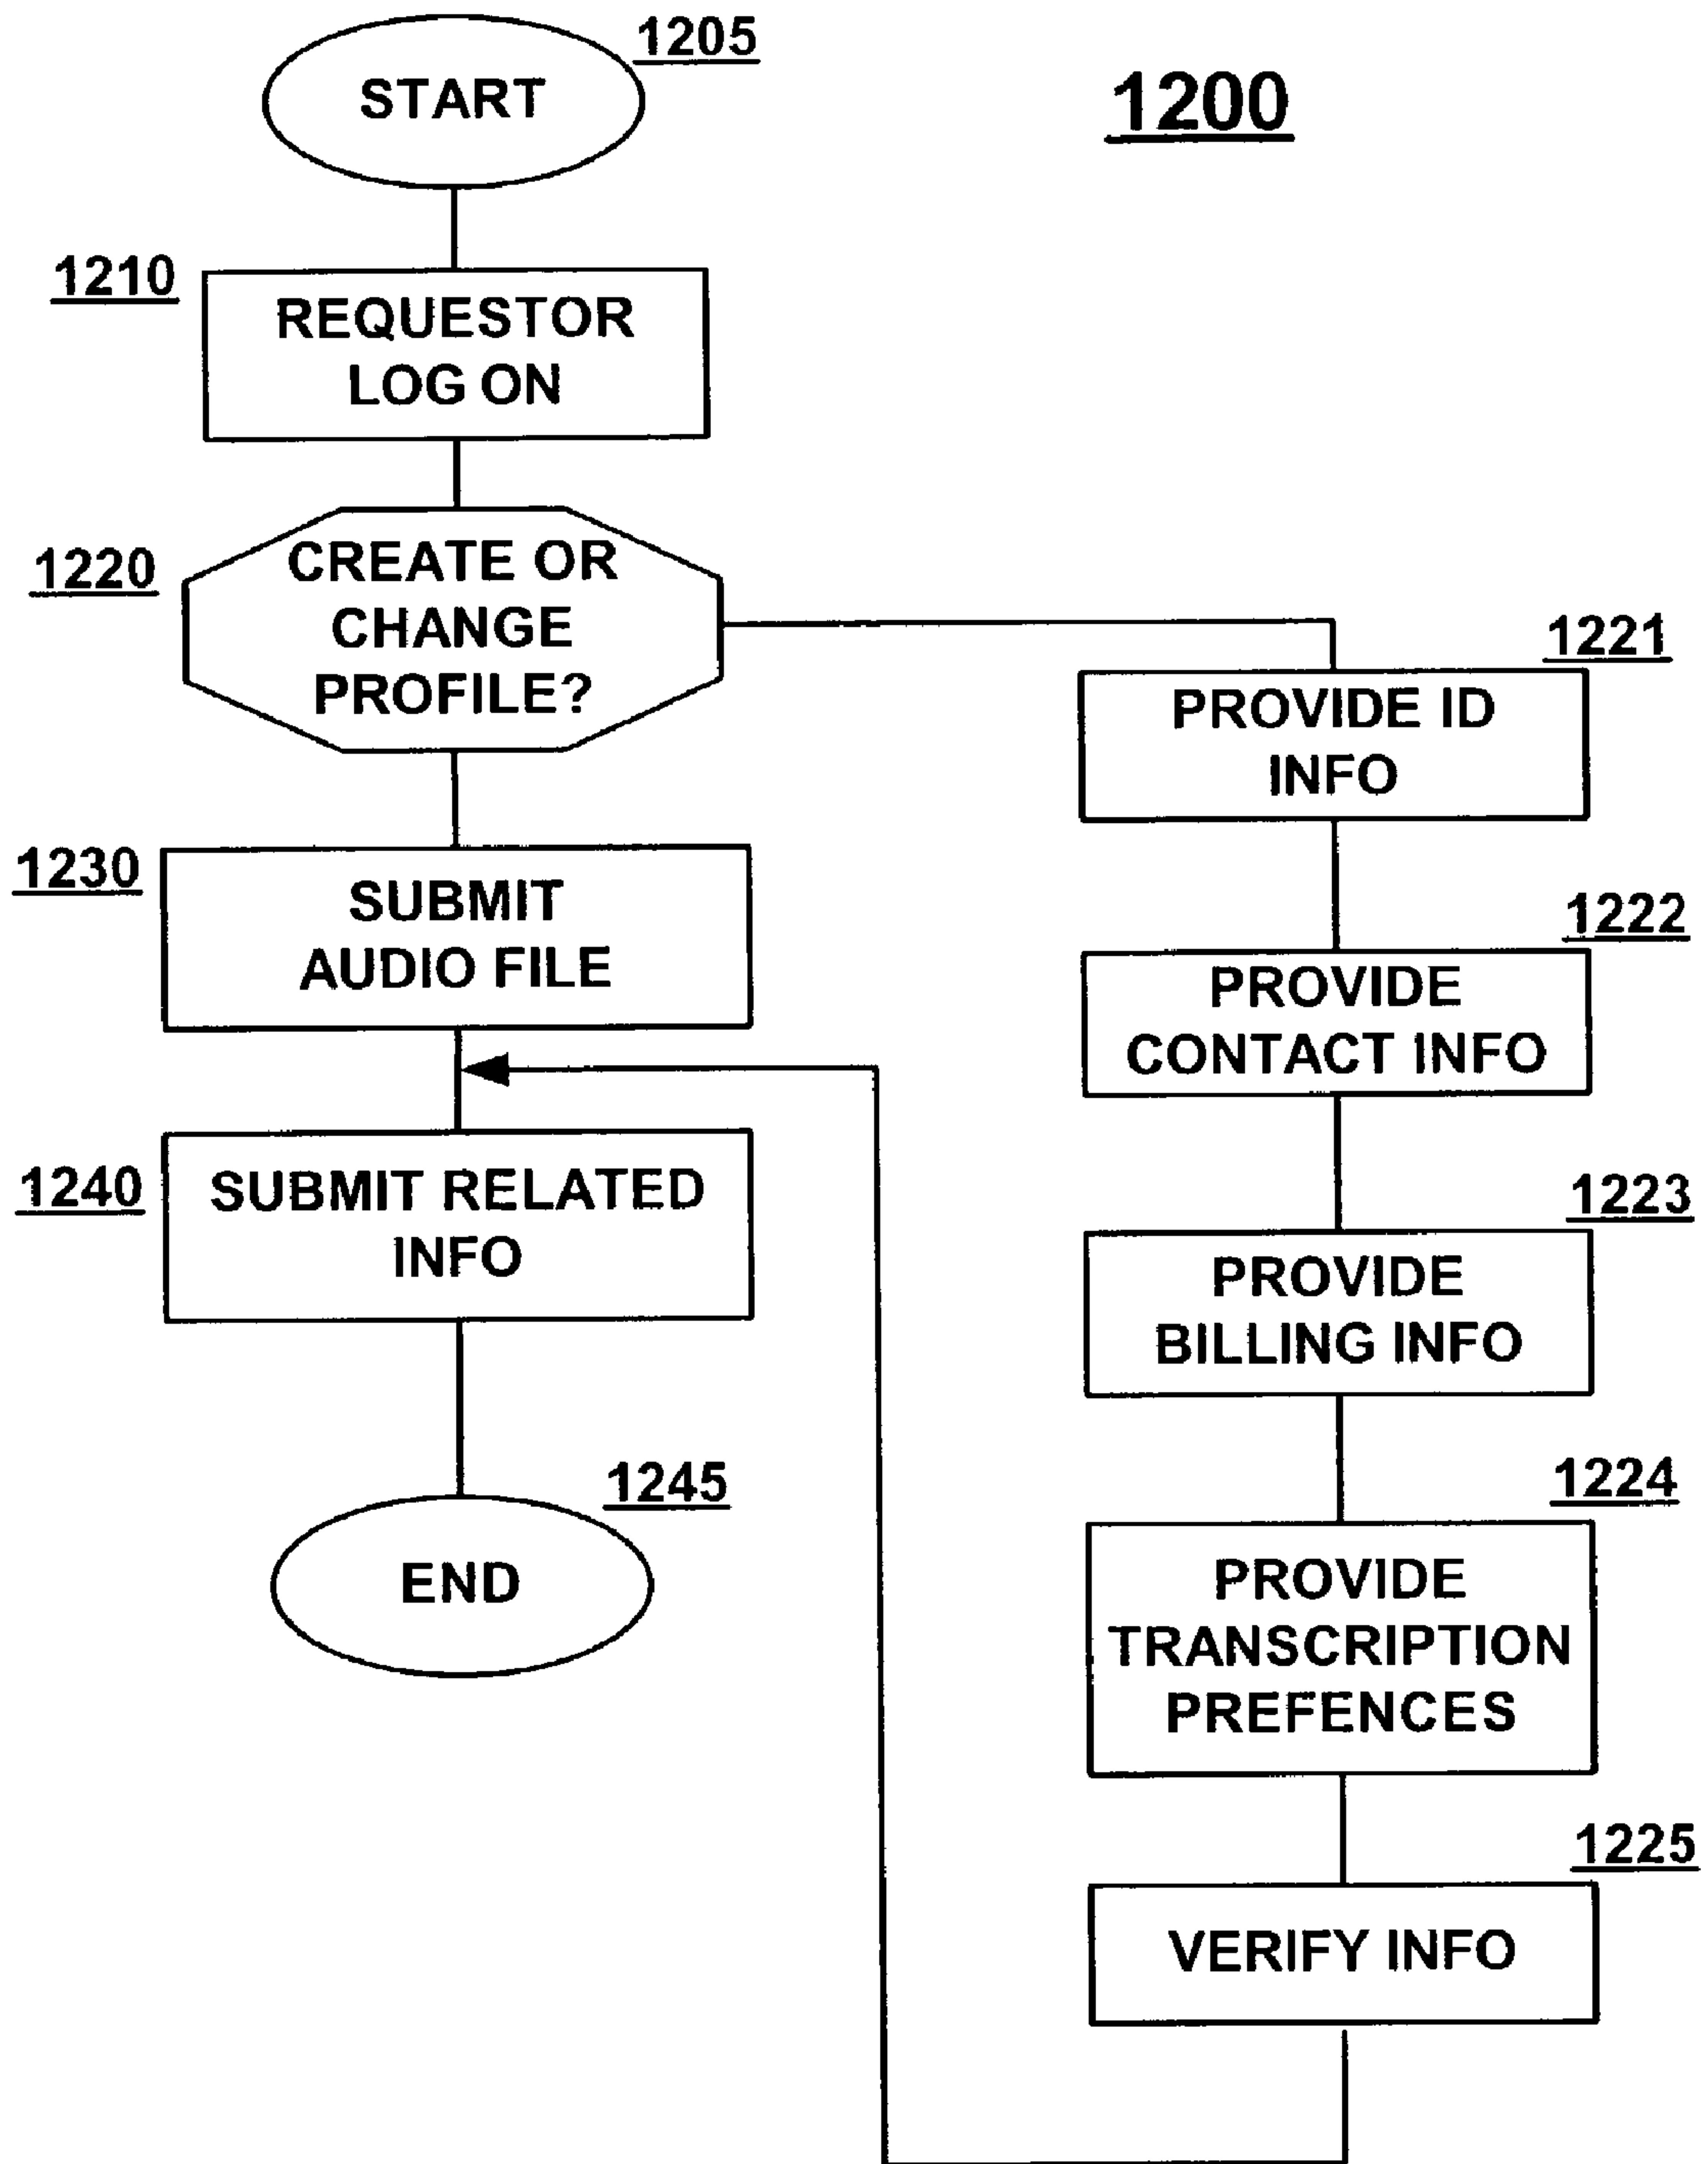 1205
START
1200
1210
REQUESTOR
LOG ON
1220
CREATE OR
CHANGE
PROFILE?
1221
PROVIDE ID
INFO
1230
SUBMIT
AUDIO FILE
1222
PROVIDE
CONTACT INFO
1240
SUBMIT RELATED
INFO
1223
PROVIDE
BILLING INFO
1245
END
1224
PROVIDE
TRANSCRIPTION
PREFENCES
1225
VERIFY INFO